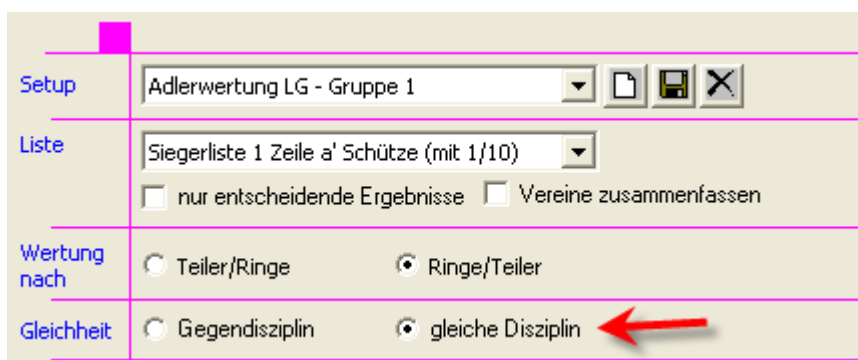 Setup
Adlerwertung LG - Gruppe 1
Liste
Siegerliste 1 Zeile a' Schütze (mit 1/10)
nur entscheidende Ergebnisse
Vereine zusammenfassen
Wertung
nach
Teiler/Ringe
Ringe/Teiler
Gleichheit
Gegendisziplin
gleiche Disziplin